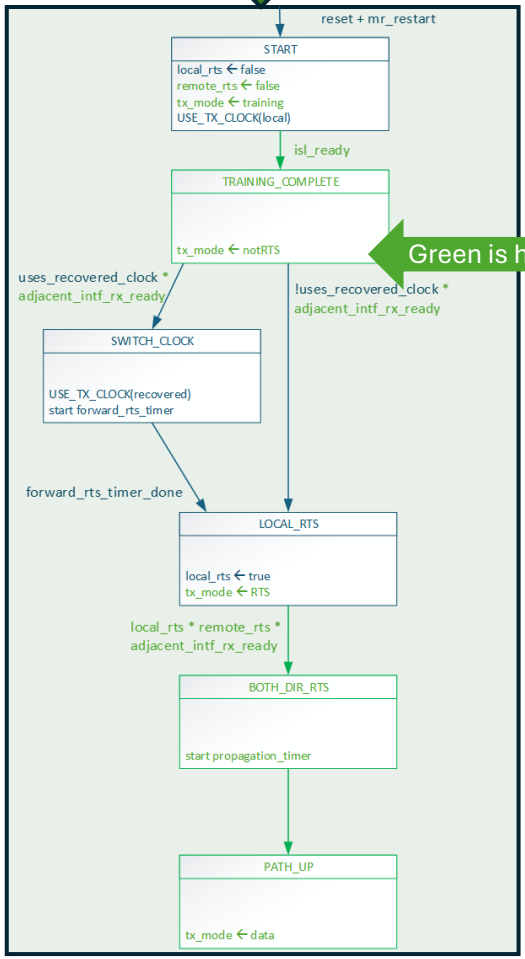 reset + mr_restart
START
local_rts ← false
remote_rts ← false
tx_mode ← training
USE_TX_CLOCK(local)
isl_ready
TRAINING_COMPLETE
tx_mode ← notRTS
Green is h
uses_recovered_clock *
adjacent_intf_rx_ready
!uses_recovered_clock *
adjacent_intf_rx_ready
SWITCH_CLOCK
USE_TX_CLOCK(recovered)
start forward_rts_timer
forward_rts_timer_done
LOCAL_RTS
local_rts ← true
tx_mode ← RTS
local_rts * remote_rts *
adjacent_intf_rx_ready
BOTH_DIR_RTS
start propagation_timer
PATH_UP
tx_mode ← data